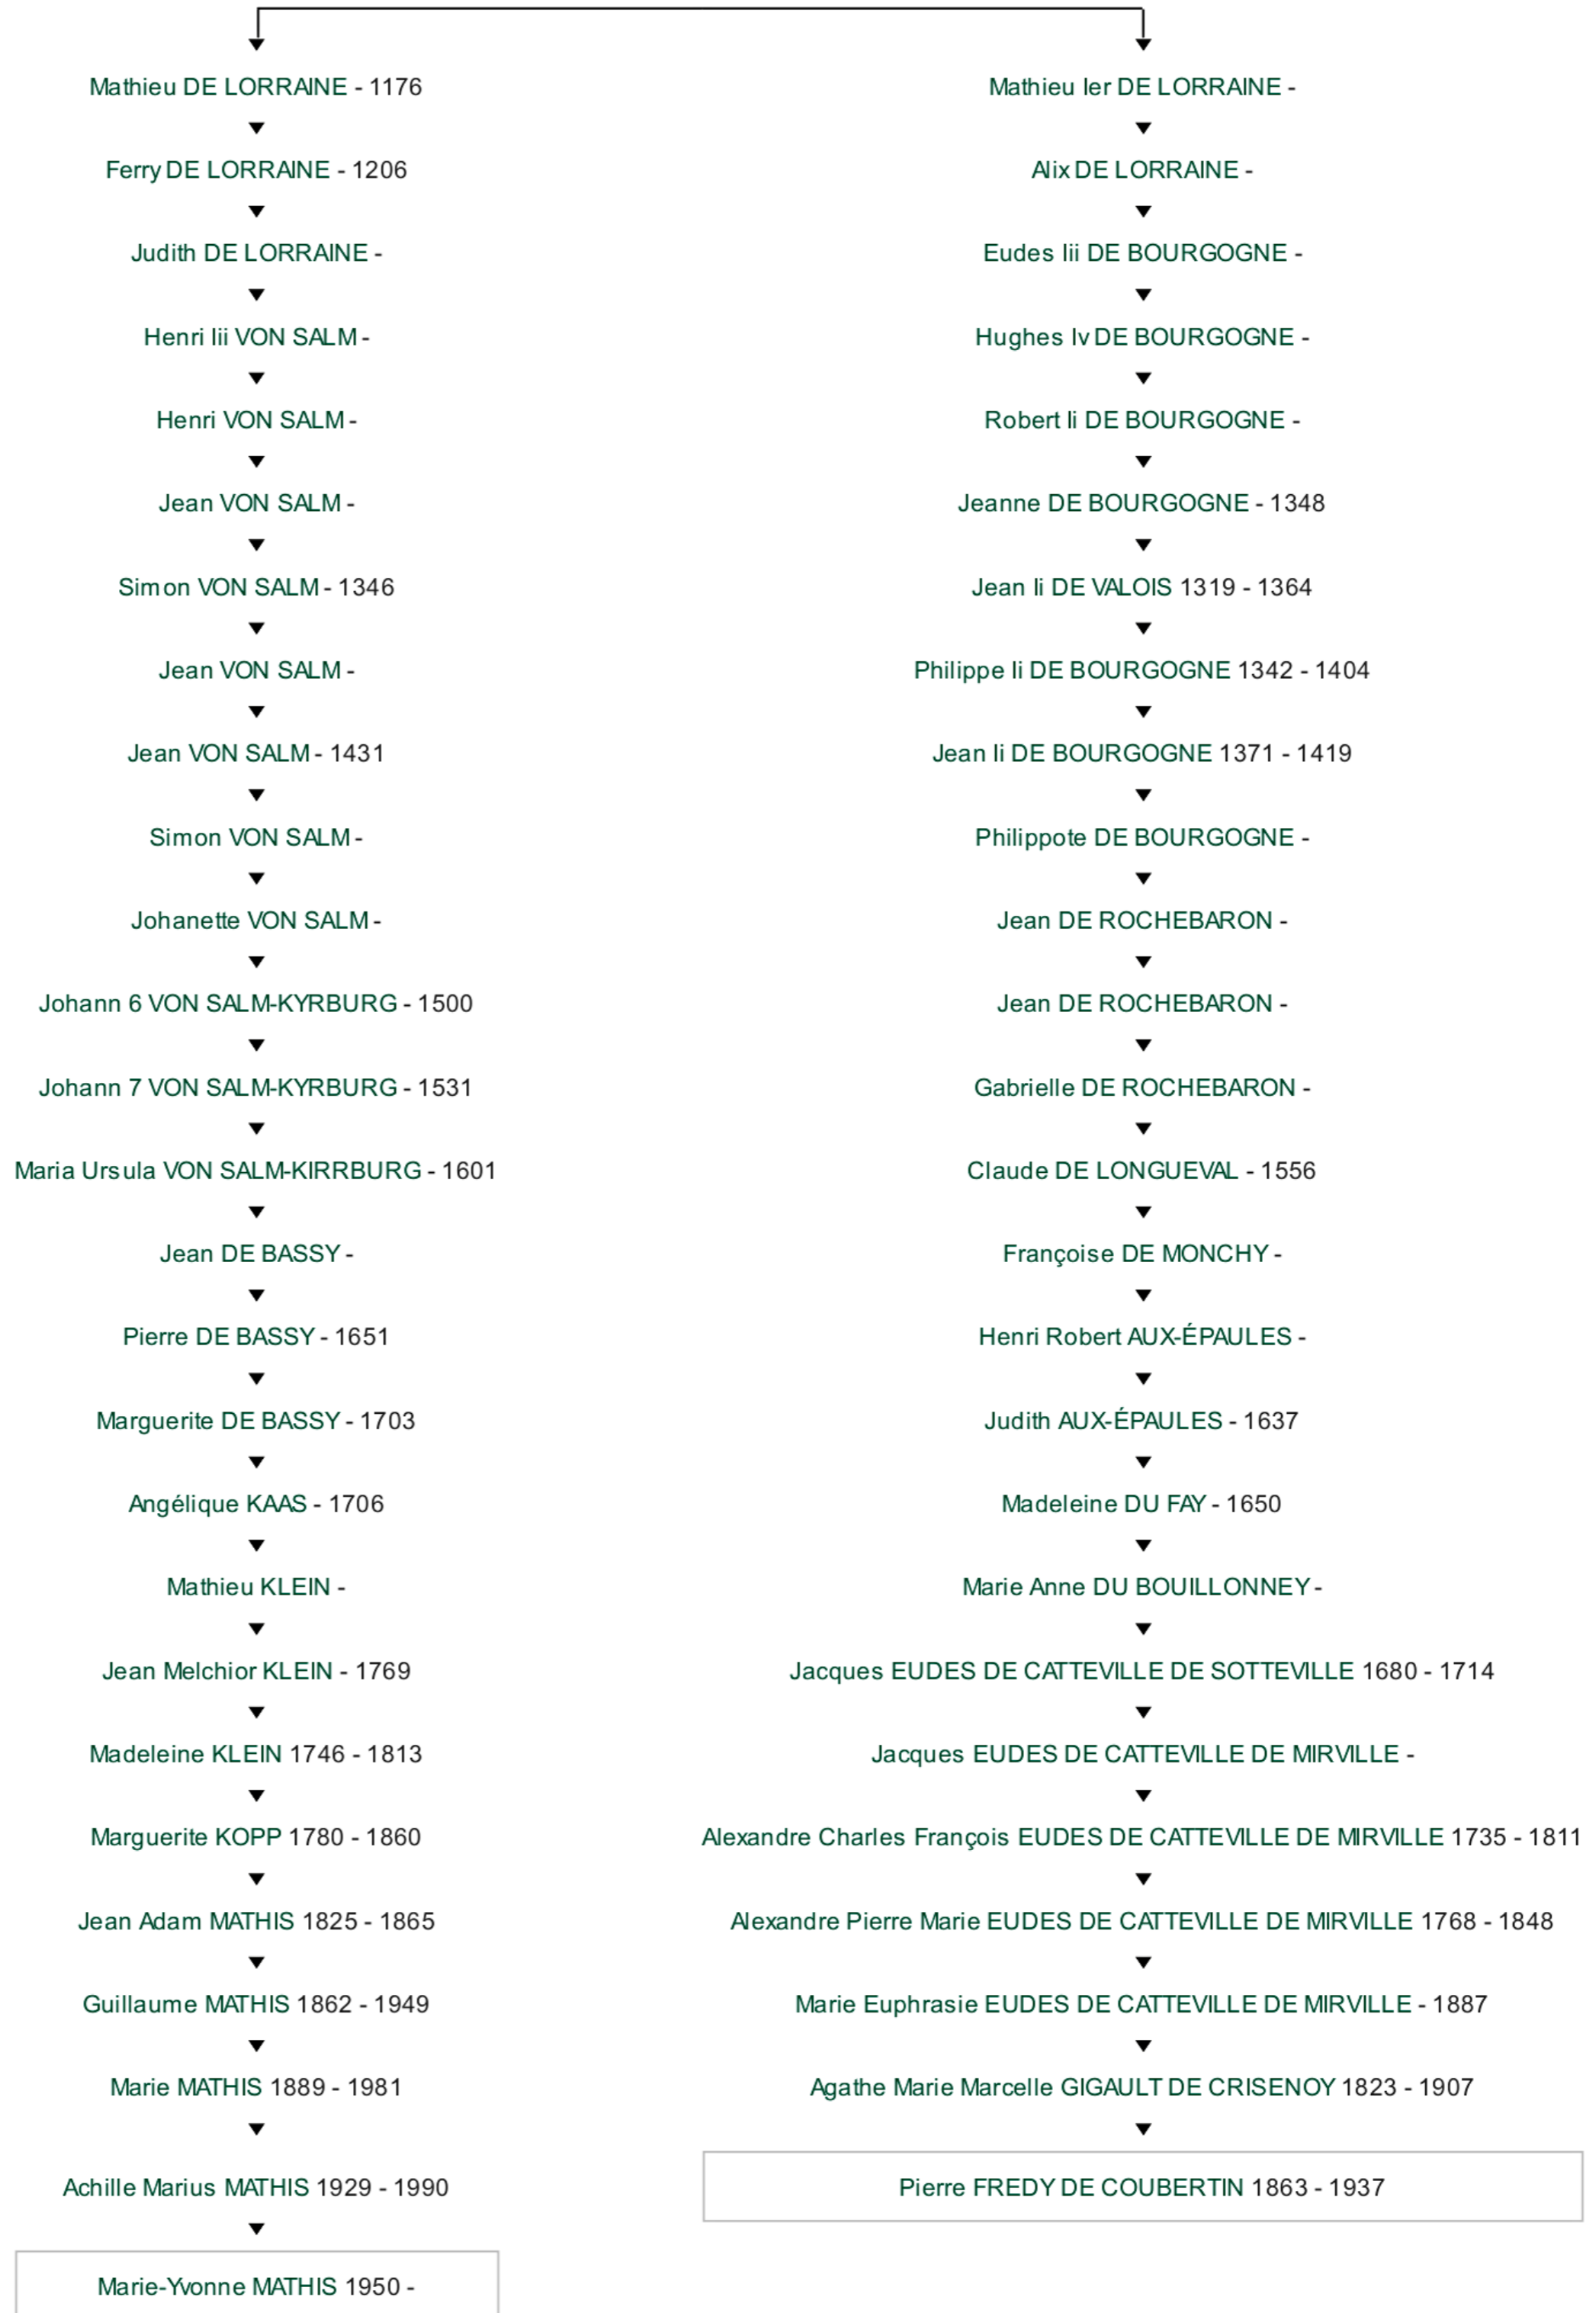 Mathieu DE LORRAINE - 1176
Ferry DE LORRAINE - 1206
Judith DE LORRAINE -
Henri Iii VON SALM -
Henri VON SALM -
Jean VON SALM -
Simon VON SALM - 1346
Jean VON SALM -
Jean VON SALM - 1431
Simon VON SALM -
Johanette VON SALM -
Johann 6 VON SALM-KYRBURG - 1500
Johann 7 VON SALM-KYRBURG - 1531
Maria Ursula VON SALM-KIRRBURG - 1601
Jean DE BASSY -
Pierre DE BASSY - 1651
Marguerite DE BASSY - 1703
Angélique KAAS - 1706
Mathieu KLEIN -
Jean Melchior KLEIN - 1769
Madeleine KLEIN 1746 - 1813
Marguerite KOPP 1780 - 1860
Jean Adam MATHIS 1825 - 1865
Guillaume MATHIS 1862 - 1949
Marie MATHIS 1889 - 1981
Achille Marius MATHIS 1929 - 1990
Marie-Yvonne MATHIS 1950 -
Mathieu Ier DE LORRAINE -
Alix DE LORRAINE -
Eudes Iii DE BOURGOGNE -
Hughes Iv DE BOURGOGNE -
Robert Ii DE BOURGOGNE -
Jeanne DE BOURGOGNE - 1348
Jean Ii DE VALOIS 1319 - 1364
Philippe Ii DE BOURGOGNE 1342 - 1404
Jean Ii DE BOURGOGNE 1371 - 1419
Philippote DE BOURGOGNE -
Jean DE ROCHEBARON -
Jean DE ROCHEBARON -
Gabrielle DE ROCHEBARON -
Claude DE LONGUEVAL - 1556
Françoise DE MONCHY -
Henri Robert AUX-ÉPAULES -
Judith AUX-ÉPAULES - 1637
Madeleine DU FAY - 1650
Marie Anne DU BOUILLONNEY -
Jacques EUDES DE CATTEVILLE DE SOTTEVILLE 1680 - 1714
Jacques EUDES DE CATTEVILLE DE MIRVILLE -
Alexandre Charles François EUDES DE CATTEVILLE DE MIRVILLE 1735 - 1811
Alexandre Pierre Marie EUDES DE CATTEVILLE DE MIRVILLE 1768 - 1848
Marie Euphrasie EUDES DE CATTEVILLE DE MIRVILLE - 1887
Agathe Marie Marcelle GIGAULT DE CRISENOY 1823 - 1907
Pierre FREDY DE COUBERTIN 1863 - 1937